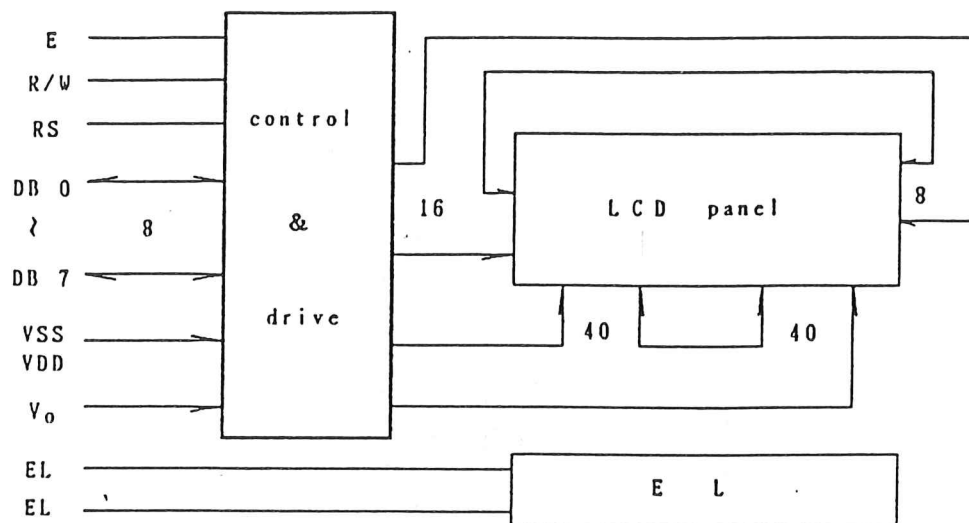 E
R/W
RS
DB 0
~
8
DB 7
VSS
VDD
Vo
EL
EL
control
&
drive
16
LCD panel
8
40
40
E L